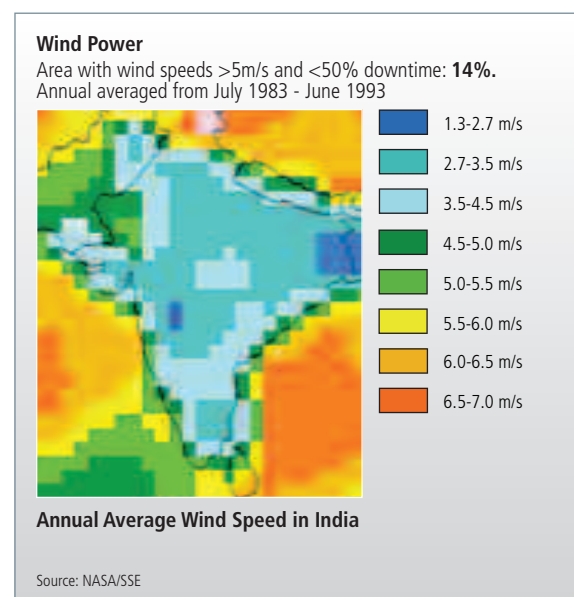 Wind Power
Area with wind speeds >5m/s and <50% downtime: 14%.
Annual averaged from July 1983 - June 1993
1.3-2.7 m/s
2.7-3.5 m/s
3.5-4.5 m/s
4.5-5.0 m/s
5.0-5.5 m/s
5.5-6.0 m/s
6.0-6.5 m/s
6.5-7.0 m/s
Annual Average Wind Speed in India
Source: NASA/SSE